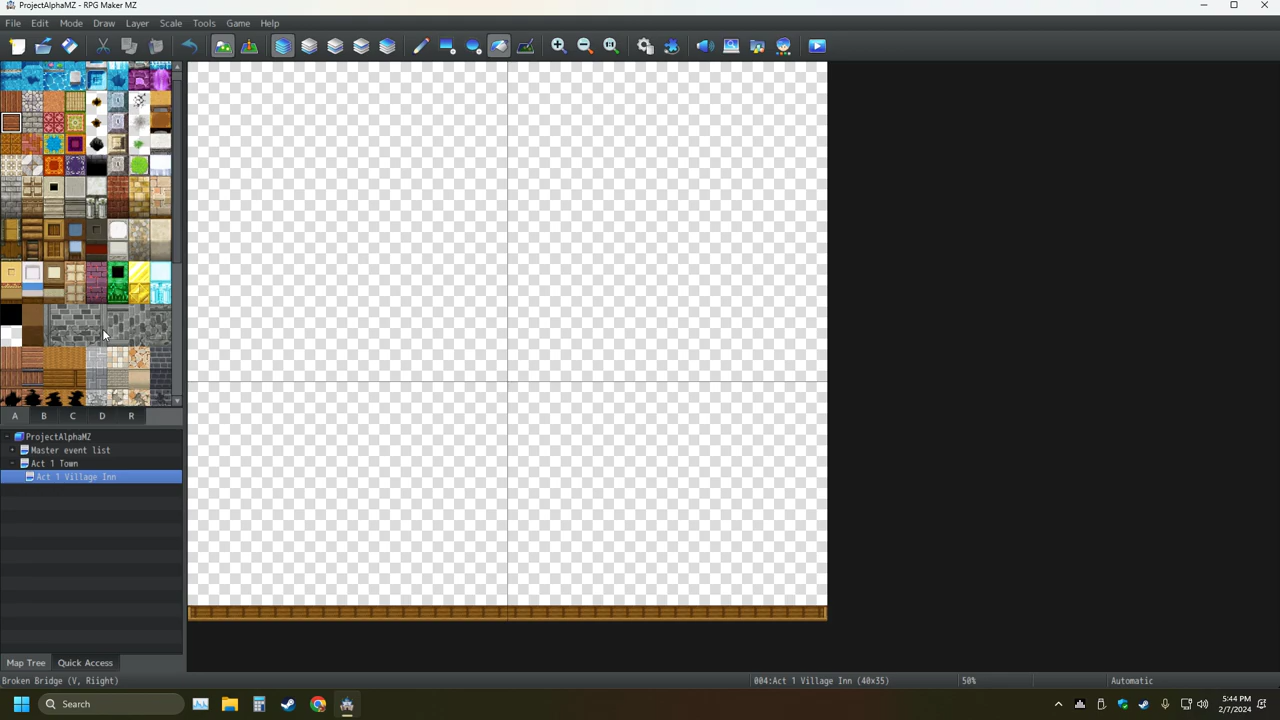 ProjectAlphaMZ - RPG Maker MZ
File Edit Mode Draw Layer Scale Tools Game Help
A B C D R
ProjectAlphaMZ
Master event list
Act 1 Town
Act 1 Village Inn
Map Tree Quick Access
Broken Bridge (V, Riight) 004:Act 1 Village Inn (40x35) 50% Automatic
Search
5:44 PM
2/7/2024